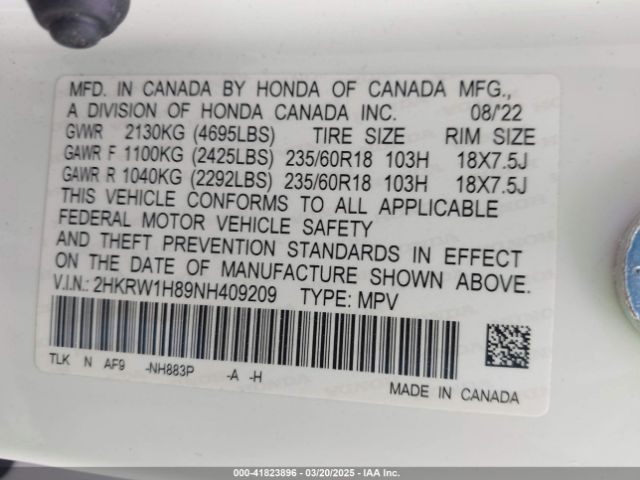 MFD. IN CANADA BY HONDA OF CANADA MFG.,
A DIVISION OF HONDA CANADA INC. 08/'22
GVWR 2130KG (4695LBS) TIRE SIZE RIM SIZE
GAWR F 1100KG (2425LBS) 235/60R18 103H 18X7.5J
GAWR R 1040KG (2292LBS) 235/60R18 103H 18X7.5J
THIS VEHICLE CONFORMS TO ALL APPLICABLE
FEDERAL MOTOR VEHICLE SAFETY
AND THEFT PREVENTION STANDARDS IN EFFECT
ON THE DATE OF MANUFACTURE SHOWN ABOVE.
V.I.N.: 2HKRW1H89NH409209 TYPE: MPV
TLK N AF9 -NH883P -A -H
MADE IN CANADA
000-41823896 - 03/20/2025 - IAAI.COM